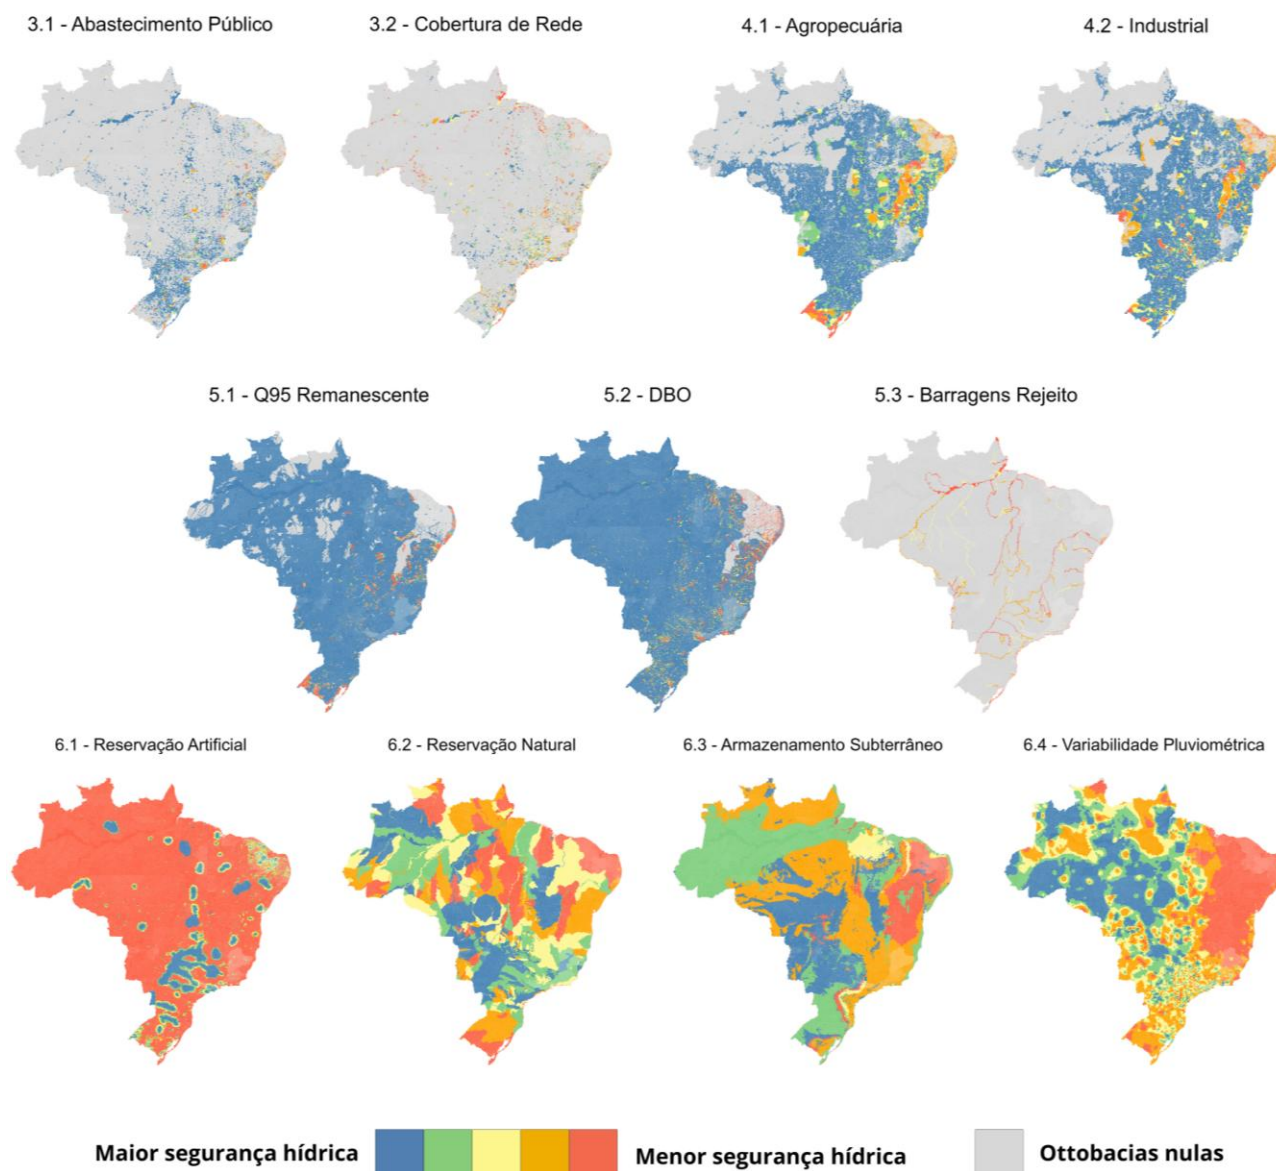 3.1 - Abastecimento Público
3.2 - Cobertura de Rede
4.1 - Agropecuária
4.2 - Industrial
5.1 - Q95 Remanescente
5.2 - DBO
5.3 - Barragens Rejeito
6.1 - Reservação Artificial
6.2 - Reservação Natural
6.3 - Armazenamento Subterrâneo
6.4 - Variabilidade Pluviométrica
Maior segurança hídrica
Menor segurança hídrica
Ottobacias nulas